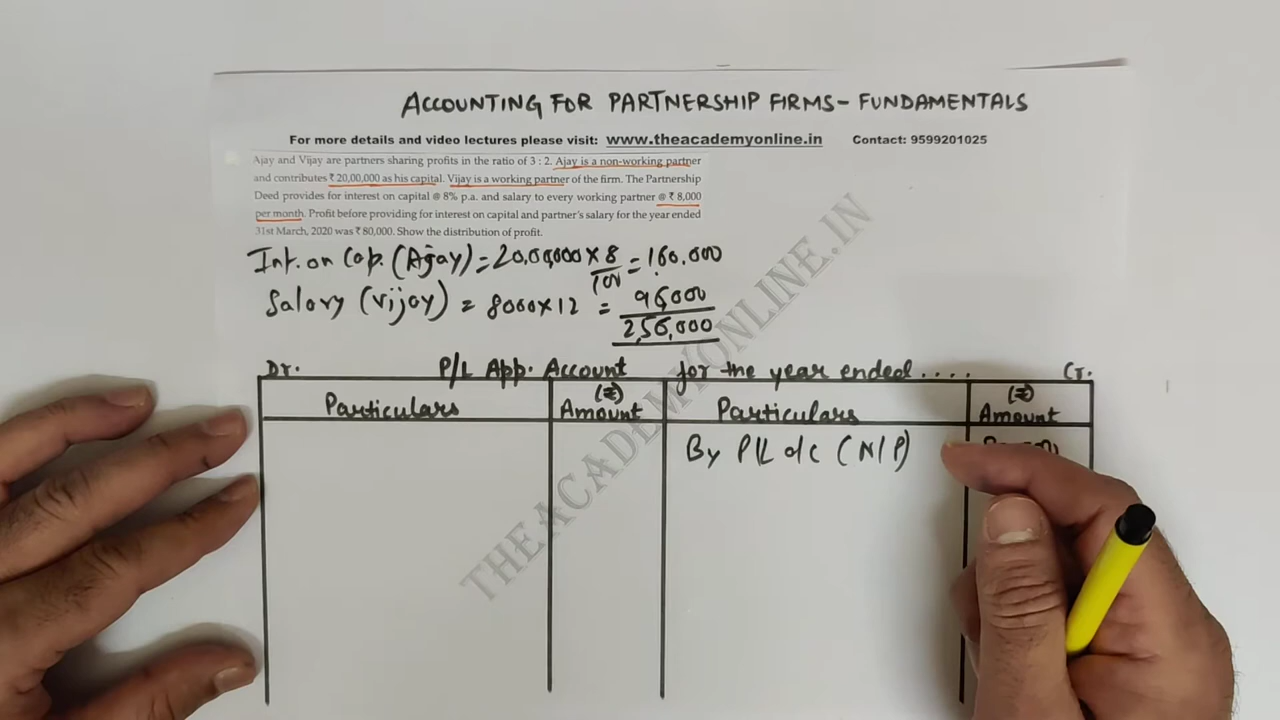 ACCOUNTING FOR PARTNERSHIP FIRMS- FUNDAMENTALS
For more details and video lectures please visit: www.theacademyonline.in Contact: 9599201025
Ajay and Vijay are partners sharing profits in the ratio of 3 : 2. Ajay is a non-working partner
and contributes ₹ 20,00,000 as his capital. Vijay is a working partner of the firm. The Partnership
Deed provides for interest on capital @ 8% p.a. and salary to every working partner @ ₹ 8,000
per month. Profit before providing for interest on capital and partner's salary for the year ended
31st March, 2020 was ₹ 80,000. Show the distribution of profit.
Int. on Cap. (Ajay) = 20,00,000 × 8/100 = 160,000
Salary (Vijay) = 8000×12 = 96,000
2,56,000
Dr. P/L App. Account for the year ended .... Cr.
Particulars (₹) Amount Particulars (₹) Amount
By P/L a/c (N/P)
THEACADEMYONLINE.IN